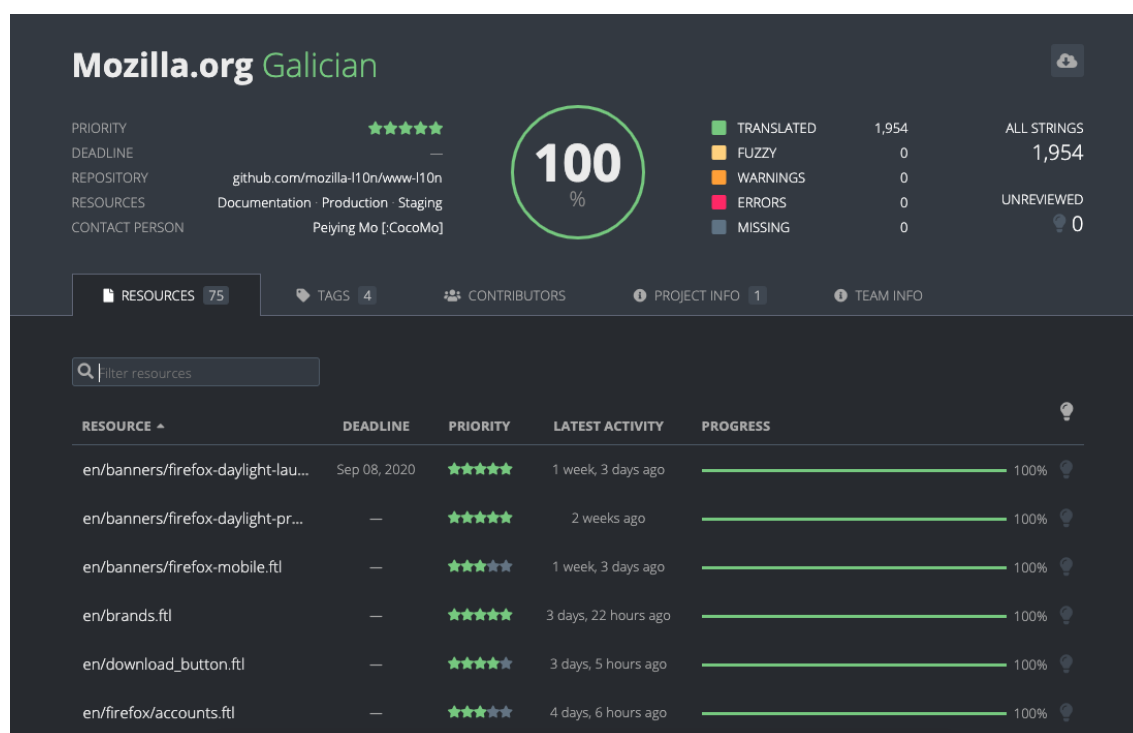 Mozilla.org Galician
PRIORITY
DEADLINE —
REPOSITORY github.com/mozilla-l10n/www-l10n
RESOURCES Documentation · Production · Staging
CONTACT PERSON Peiying Mo [:CocoMo]
100
%
TRANSLATED 1,954
FUZZY 0
WARNINGS 0
ERRORS 0
MISSING 0
ALL STRINGS
1,954
UNREVIEWED
0
RESOURCES 75 TAGS 4 CONTRIBUTORS PROJECT INFO 1 TEAM INFO
Filter resources
RESOURCE DEADLINE PRIORITY LATEST ACTIVITY PROGRESS
en/banners/firefox-daylight-lau... Sep 08, 2020 1 week, 3 days ago 100%
en/banners/firefox-daylight-pr... — 2 weeks ago 100%
en/banners/firefox-mobile.ftl — 1 week, 3 days ago 100%
en/brands.ftl — 3 days, 22 hours ago 100%
en/download_button.ftl — 3 days, 5 hours ago 100%
en/firefox/accounts.ftl — 4 days, 6 hours ago 100%